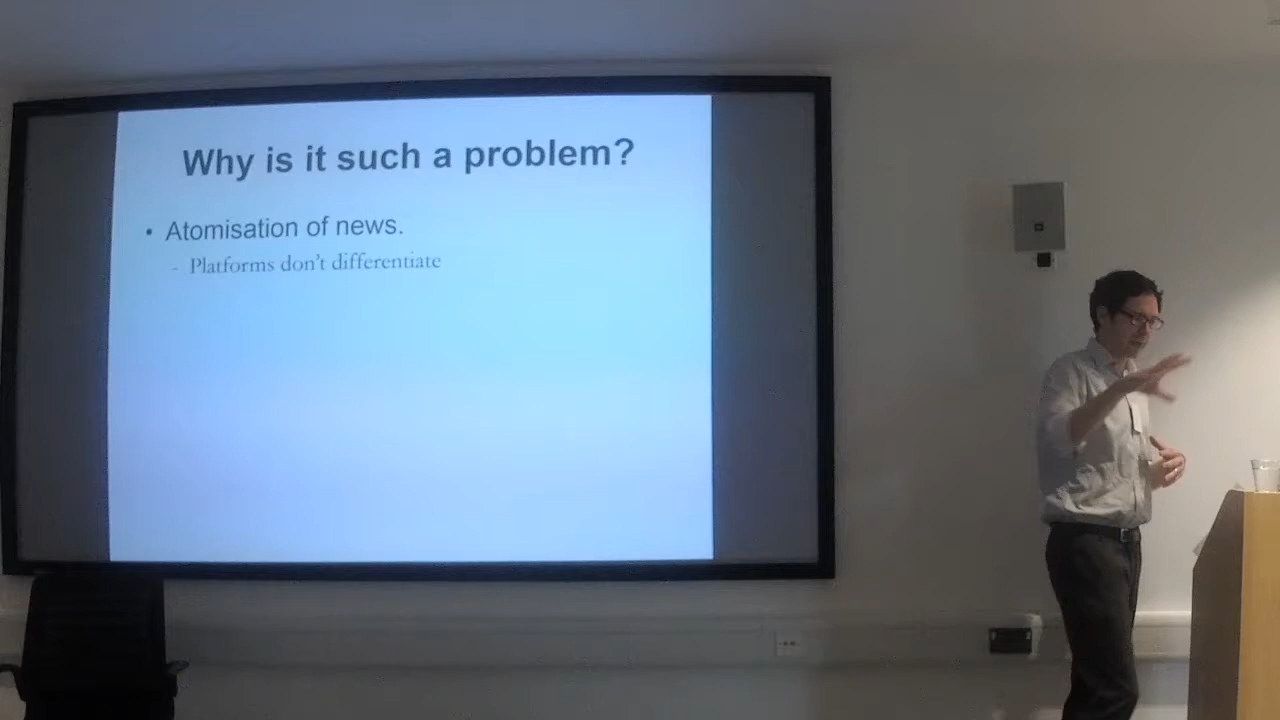 Why is it such a problem?
• Atomisation of news.
- Platforms don't differentiate